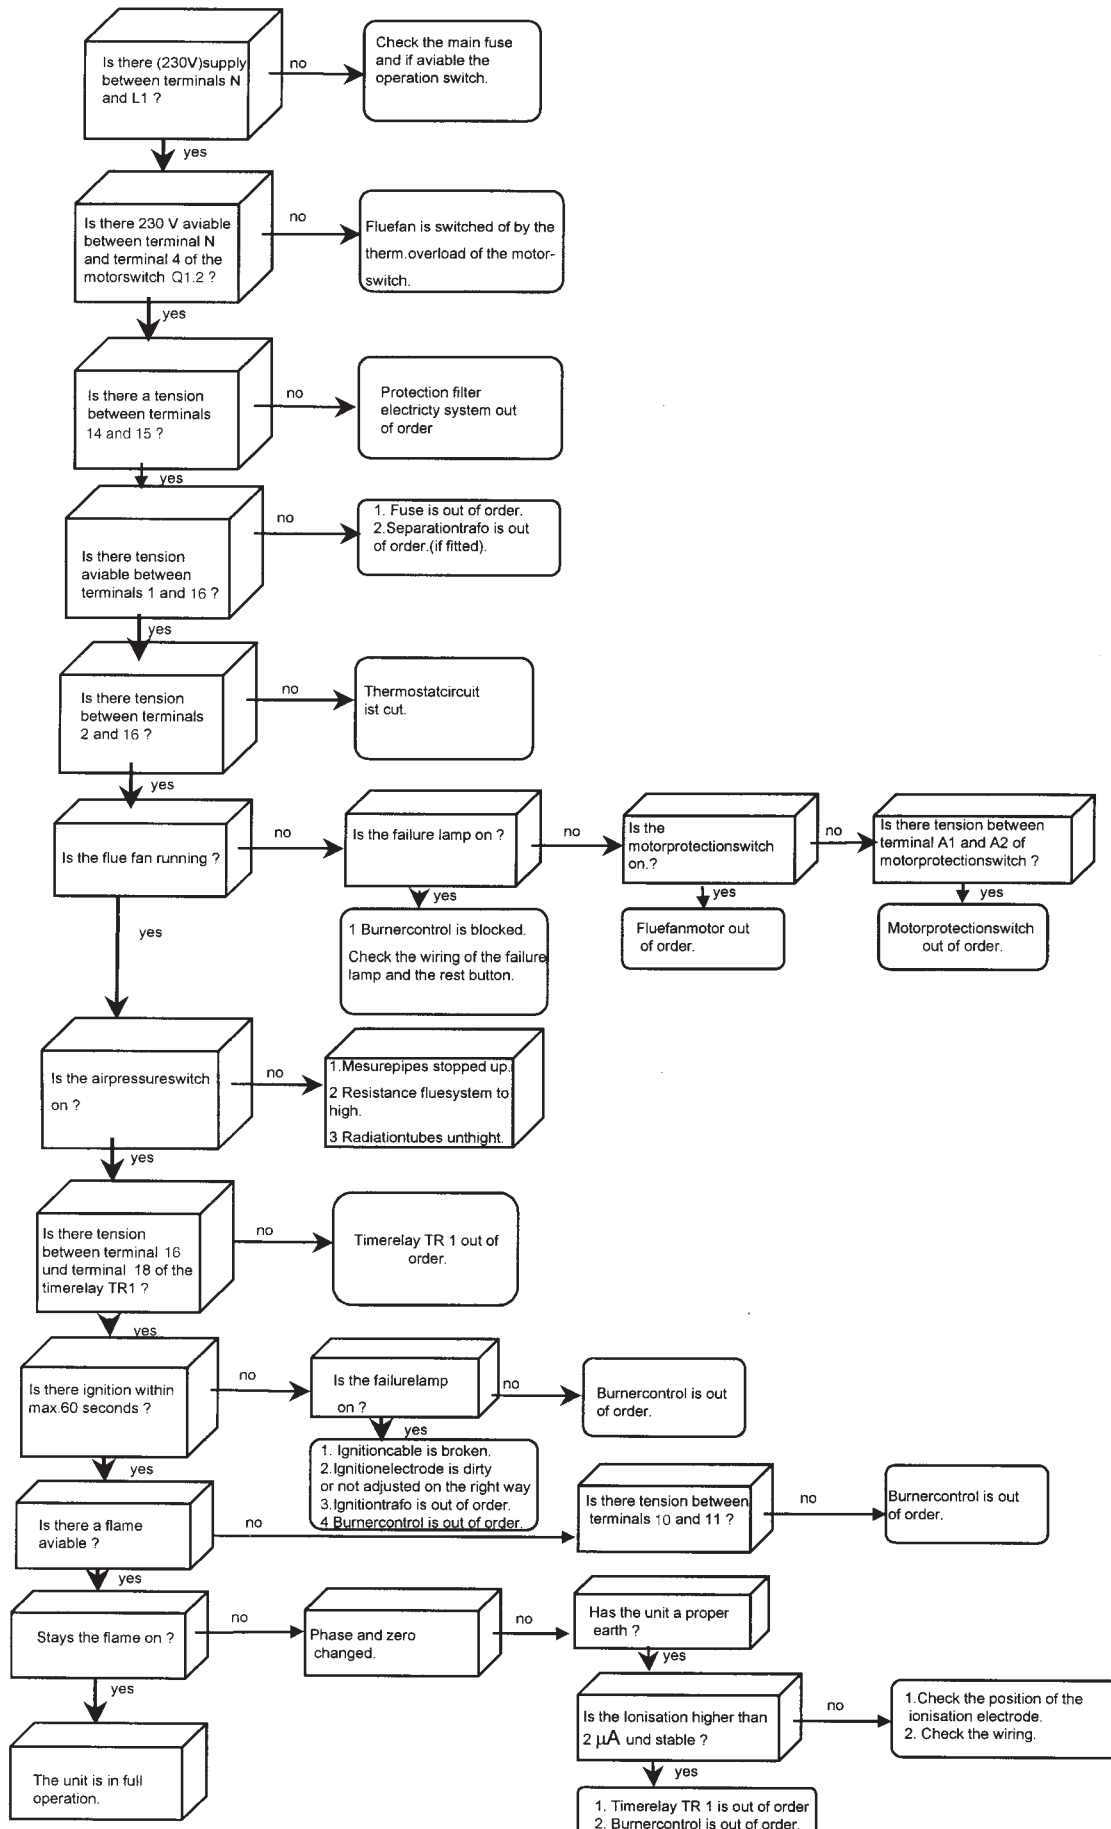 Is there (230V)supply
between terminals N
and L1 ?
no
Check the main fuse
and if aviable the
operation switch.
yes
Is there 230 V aviable
between terminal N
and terminal 4 of the
motorswitch Q1.2 ?
no
Fluefan is switched of by the
therm.overload of the motor-
switch.
yes
Is there a tension
between terminals
14 and 15 ?
no
Protection filter
electricty system out
of order
yes
Is there tension
aviable between
terminals 1 and 16 ?
no
1. Fuse is out of order.
2.Separationtrafo is out
of order.(if fitted).
yes
Is there tension
between terminals
2 and 16 ?
no
Thermostatcircuit
ist cut.
yes
Is the flue fan running ?
no
Is the failure lamp on ?
no
Is the
motorprotectionswitch
on.?
no
Is there tension between
terminal A1 and A2 of
motorprotectionswitch ?
yes
1 Burnercontrol is blocked.
Check the wiring of the failure
lamp and the rest button.
yes
Fluefanmotor out
of order.
yes
Motorprotectionswitch
out of order.
yes
Is the airpressureswitch
on ?
no
1.Mesurepipes stopped up.
2 Resistance fluesystem to
high.
3 Radiationtubes unthight.
yes
Is there tension
between terminal 16
und terminal 18 of the
timerelay TR1 ?
no
Timerelay TR 1 out of
order.
yes
Is there ignition within
max.60 seconds ?
no
Is the failurelamp
on ?
no
Burnercontrol is out
of order.
yes
1. Ignitioncable is broken.
2.Ignitionelectrode is dirty
or not adjusted on the right way
3.Ignitiontrafo is out of order.
4 Burnercontrol is out of order.
yes
Is there a flame
aviable ?
no
Is there tension between
terminals 10 and 11 ?
no
Burnercontrol is out
of order.
yes
Stays the flame on ?
no
Phase and zero
changed.
no
Has the unit a proper
earth ?
yes
Is the Ionisation higher than
2 µA und stable ?
no
1.Check the position of the
ionisation electrode.
2. Check the wiring.
yes
1. Timerelay TR 1 is out of order
2. Burnercontrol is out of order.
yes
The unit is in full
operation.